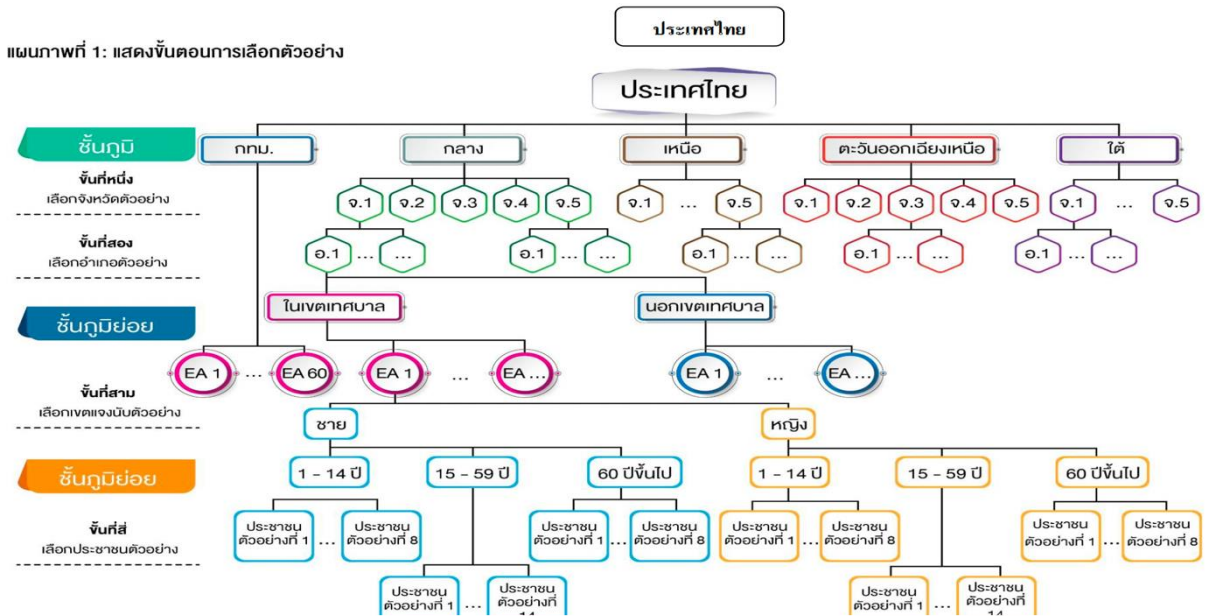 ประเทศไทย
แผนภาพที่ 1: แสดงขั้นตอนการเลือกตัวอย่าง
ประเทศไทย
ชั้นภูมิ
กทม.
กลาง
เหนือ
ตะวันออกเฉียงเหนือ
ใต้
ขั้นที่หนึ่ง
เลือกจังหวัดตัวอย่าง
จ.1 จ.2 จ.3 จ.4 จ.5
จ.1 ... จ.5
จ.1 จ.2 จ.3 จ.4 จ.5
จ.1 ... จ.5
ขั้นที่สอง
เลือกอำเภอตัวอย่าง
อ.1 ... ...
อ.1 ... ...
อ.1 ... ...
อ.1 ... ...
อ.1 ... ...
ในเขตเทศบาล
นอกเขตเทศบาล
ชั้นภูมิย่อย
EA 1 ... EA 60
EA 1 ... EA ...
EA 1 ... EA ...
ขั้นที่สาม
เลือกเขตแจงนับตัวอย่าง
ชาย
หญิง
ชั้นภูมิย่อย
1 - 14 ปี
15 - 59 ปี
60 ปีขึ้นไป
1 - 14 ปี
15 - 59 ปี
60 ปีขึ้นไป
ขั้นที่สี่
เลือกประชาชนตัวอย่าง
ประชาชน
ตัวอย่างที่ 1
...
ประชาชน
ตัวอย่างที่ 8
ประชาชน
ตัวอย่างที่ 1
...
ประชาชน
ตัวอย่างที่ 8
ประชาชน
ตัวอย่างที่ 1
...
ประชาชน
ตัวอย่างที่ 8
ประชาชน
ตัวอย่างที่ 1
...
ประชาชน
ตัวอย่างที่ 8
ประชาชน
ตัวอย่างที่ 1
...
ประชาชน
ตัวอย่างที่
14
ประชาชน
ตัวอย่างที่ 1
...
ประชาชน
ตัวอย่างที่
14